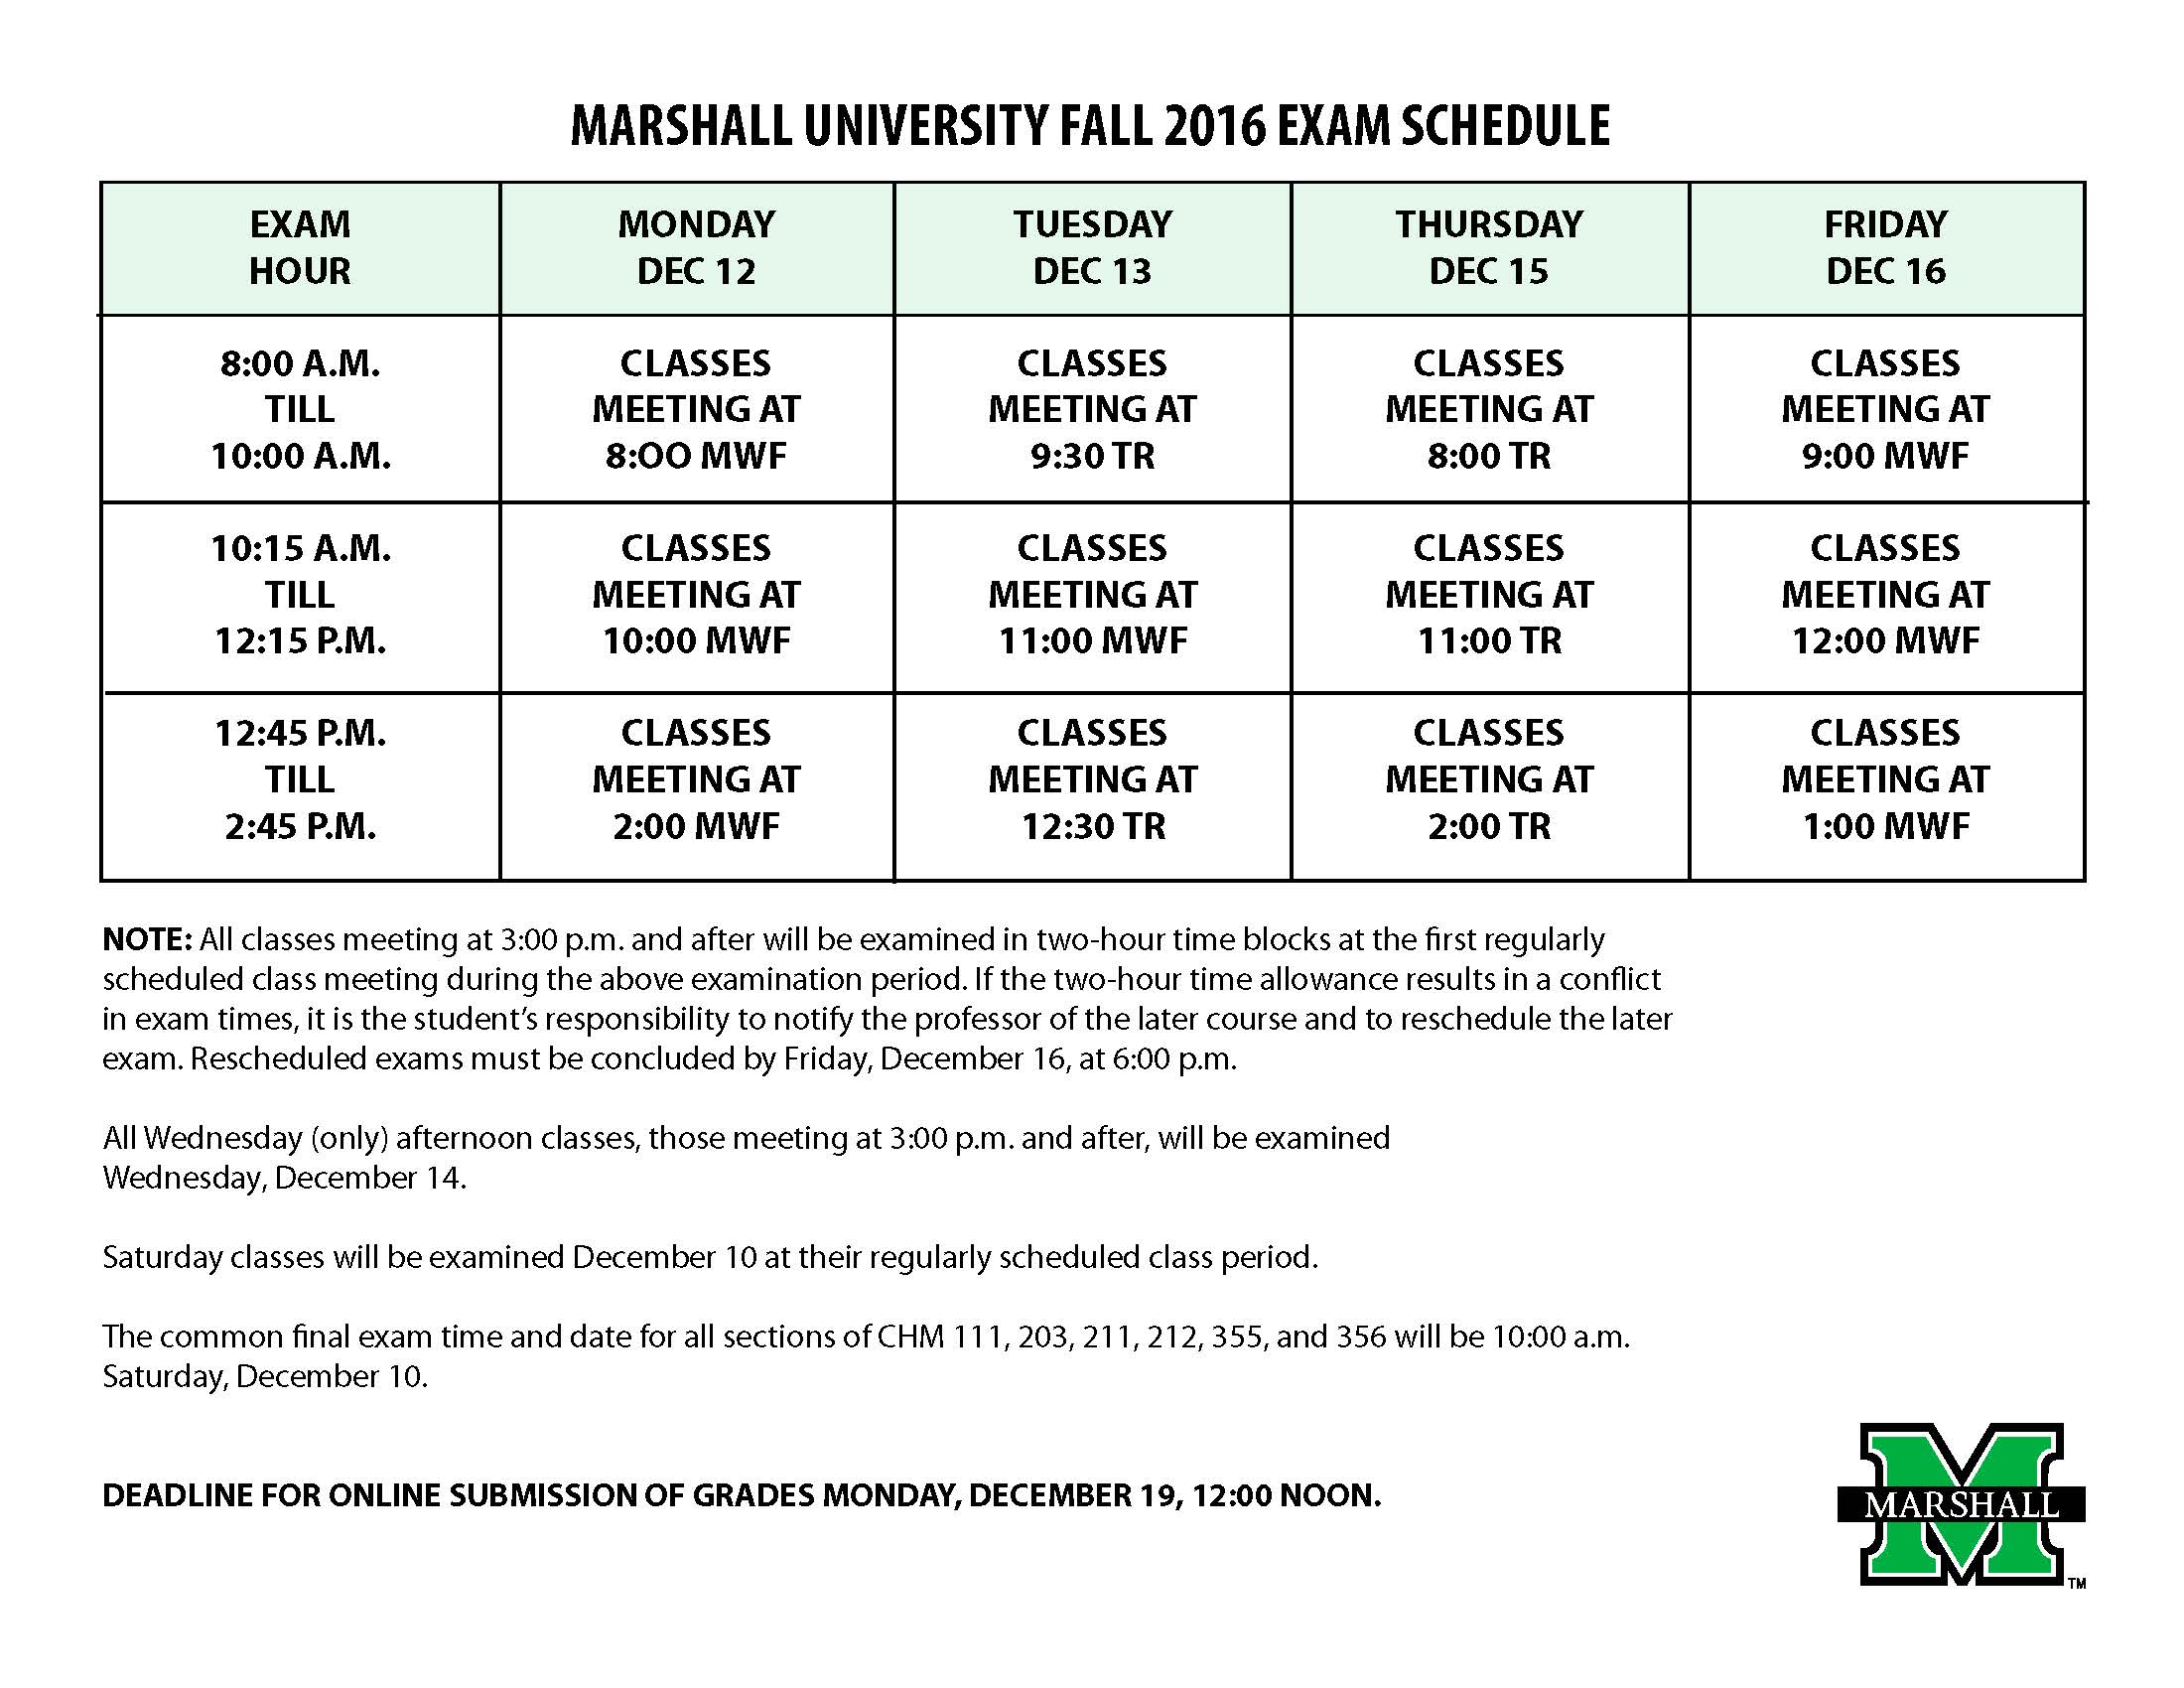 MARSHALL UNIVERSITY FALL 2016 EXAM SCHEDULE
EXAM
HOUR
MONDAY
DEC 12
TUESDAY
DEC 13
THURSDAY
DEC 15
FRIDAY
DEC 16
8:00 A.M.
TILL
10:00 A.M.
CLASSES
MEETING AT
8:OO MWF
CLASSES
MEETING AT
9:30 TR
CLASSES
MEETING AT
8:00 TR
CLASSES
MEETING AT
9:00 MWF
10:15 A.M.
TILL
12:15 P.M.
CLASSES
MEETING AT
10:00 MWF
CLASSES
MEETING AT
11:00 MWF
CLASSES
MEETING AT
11:00 TR
CLASSES
MEETING AT
12:00 MWF
12:45 P.M.
TILL
2:45 P.M.
CLASSES
MEETING AT
2:00 MWF
CLASSES
MEETING AT
12:30 TR
CLASSES
MEETING AT
2:00 TR
CLASSES
MEETING AT
1:00 MWF
NOTE: All classes meeting at 3:00 p.m. and after will be examined in two-hour time blocks at the first regularly
scheduled class meeting during the above examination period. If the two-hour time allowance results in a conflict
in exam times, it is the student’s responsibility to notify the professor of the later course and to reschedule the later
exam. Rescheduled exams must be concluded by Friday, December 16, at 6:00 p.m.
All Wednesday (only) afternoon classes, those meeting at 3:00 p.m. and after, will be examined
Wednesday, December 14.
Saturday classes will be examined December 10 at their regularly scheduled class period.
The common final exam time and date for all sections of CHM 111, 203, 211, 212, 355, and 356 will be 10:00 a.m.
Saturday, December 10.
DEADLINE FOR ONLINE SUBMISSION OF GRADES MONDAY, DECEMBER 19, 12:00 NOON.
MARSHALL
TM